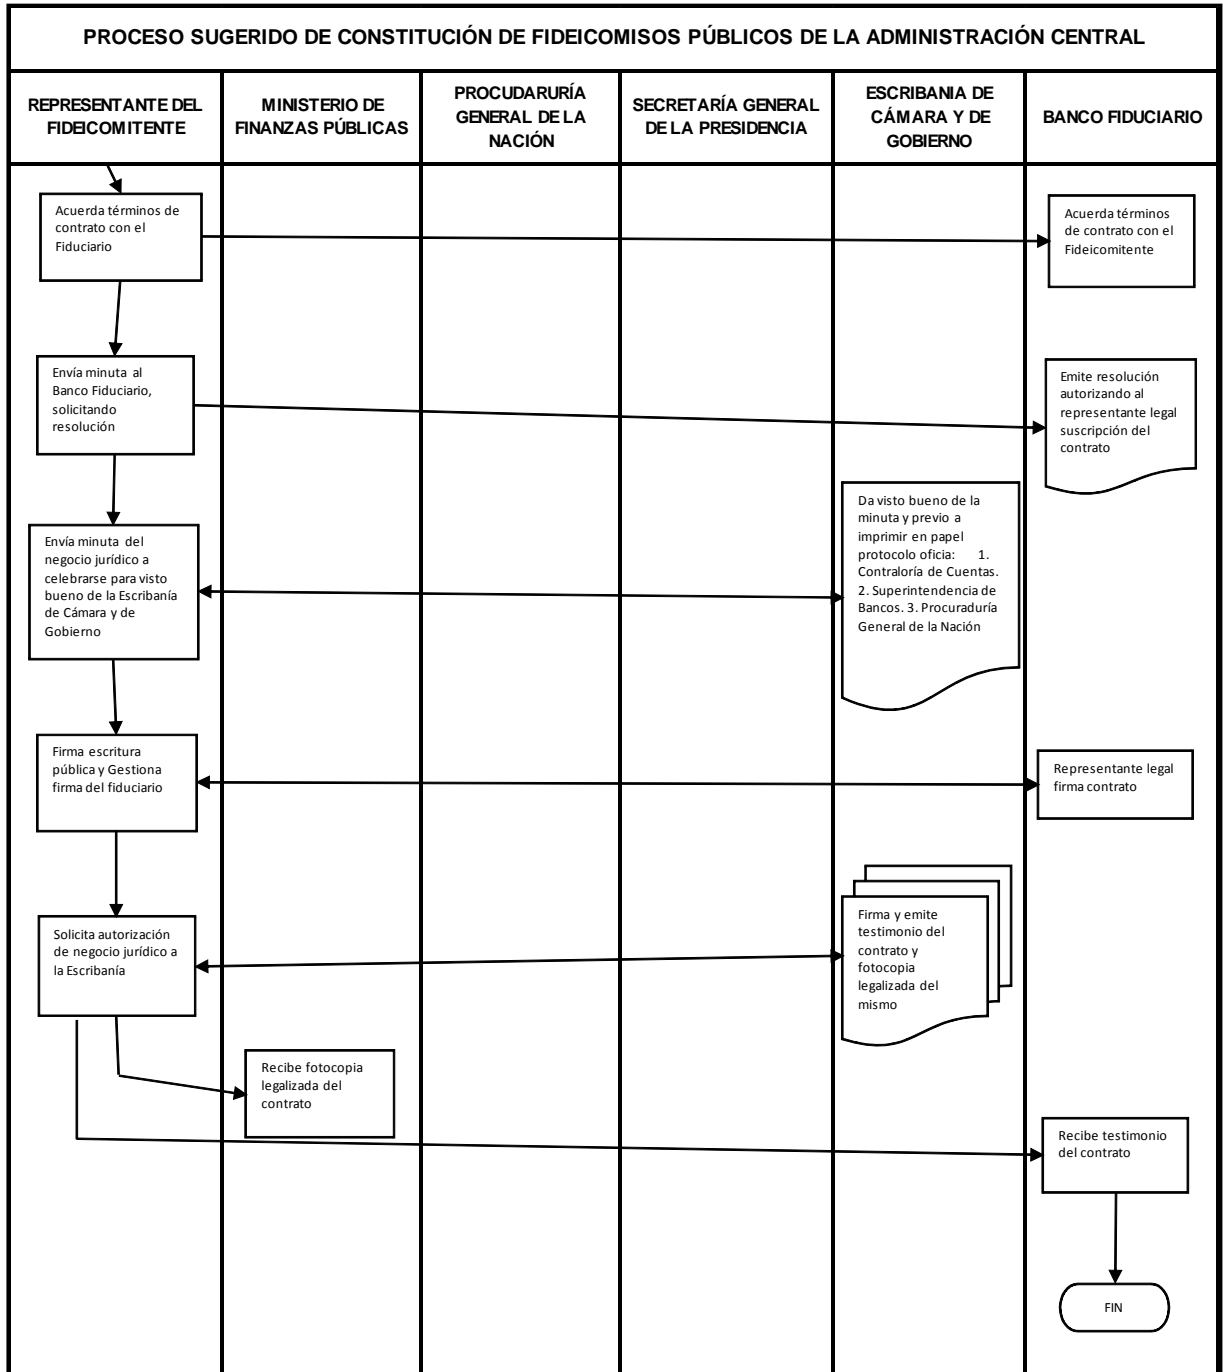 PROCESO SUGERIDO DE CONSTITUCIÓN DE FIDEICOMISOS PÚBLICOS DE LA ADMINISTRACIÓN CENTRAL
REPRESENTANTE DEL
FIDEICOMITENTE
MINISTERIO DE
FINANZAS PÚBLICAS
PROCUDARURÍA
GENERAL DE LA
NACIÓN
SECRETARÍA GENERAL
DE LA PRESIDENCIA
ESCRIBANIA DE
CÁMARA Y DE
GOBIERNO
BANCO FIDUCIARIO
Acuerda términos de
contrato con el
Fiduciario
Acuerda términos
de contrato con el
Fideicomitente
Envía minuta al
Banco Fiduciario,
solicitando
resolución
Emite resolución
autorizando al
representante legal
suscripción del
contrato
Envía minuta del
negocio jurídico a
celebrarse para visto
bueno de la Escribanía
de Cámara y de
Gobierno
Da visto bueno de la
minuta y previo a
imprimir en papel
protocolo oficia: 1.
Contraloría de Cuentas.
2. Superintendencia de
Bancos. 3. Procuraduría
General de la Nación
Firma escritura
pública y Gestiona
firma del fiduciario
Representante legal
firma contrato
Solicita autorización
de negocio jurídico a
la Escribanía
Firma y emite
testimonio del
contrato y
fotocopia
legalizada del
mismo
Recibe fotocopia
legalizada del
contrato
Recibe testimonio
del contrato
FIN